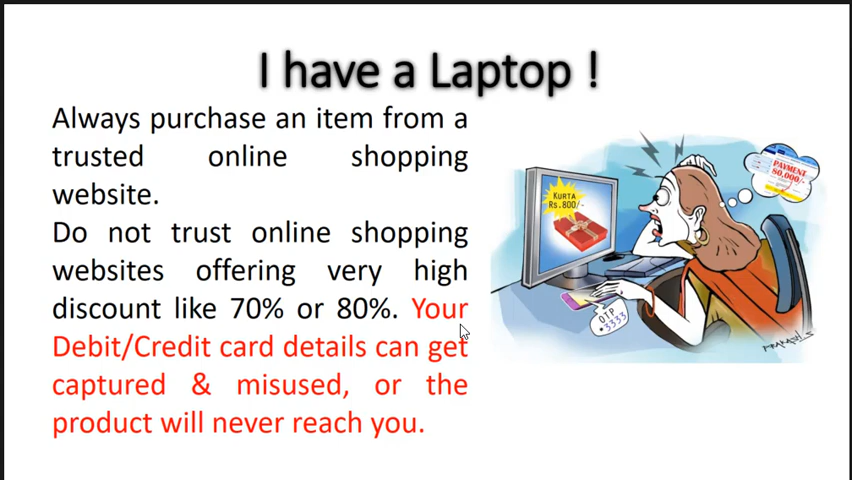 I have a Laptop !
Always purchase an item from a
trusted online shopping
website.
Do not trust online shopping
websites offering very high
discount like 70% or 80%. Your
Debit/Credit card details can get
captured & misused, or the
product will never reach you.
KURTA
Rs.800/-
PAYMENT
80,000/-
OTP
*3333
PRAKASH_S